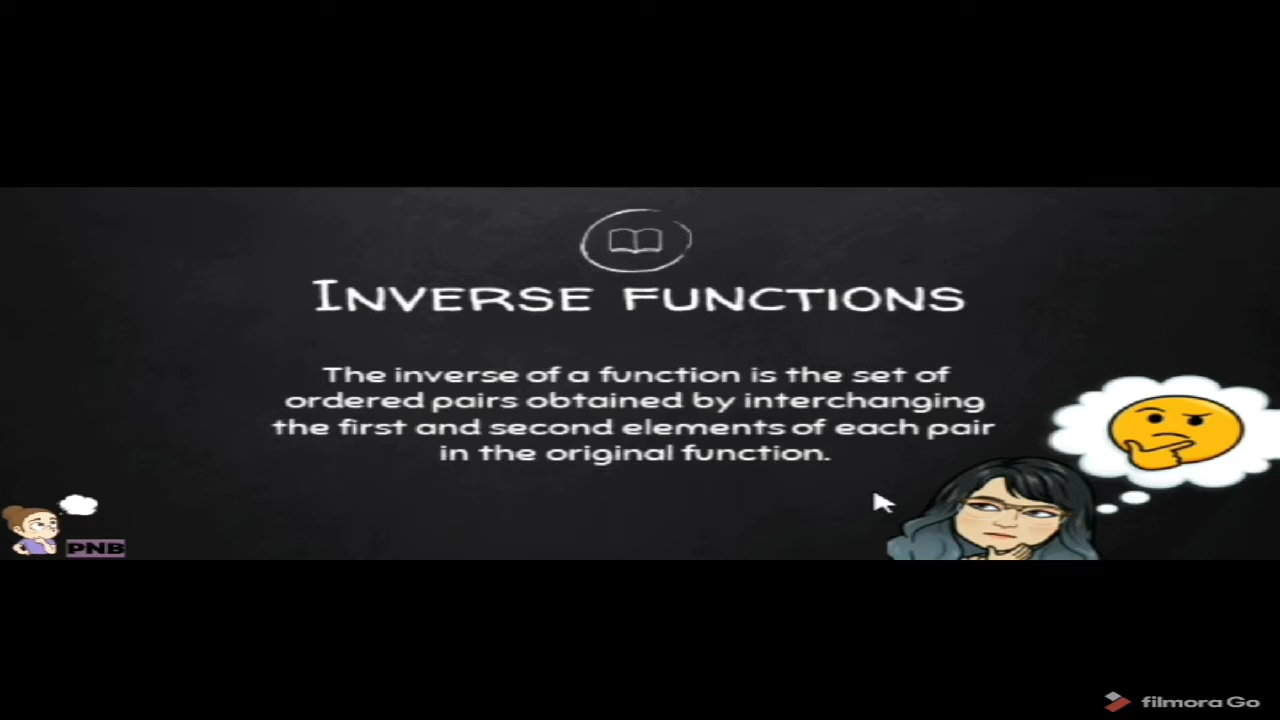 INVERSE FUNCTIONS
The inverse of a function is the set of
ordered pairs obtained by interchanging
the first and second elements of each pair
in the original function.
PNB
filmora Go